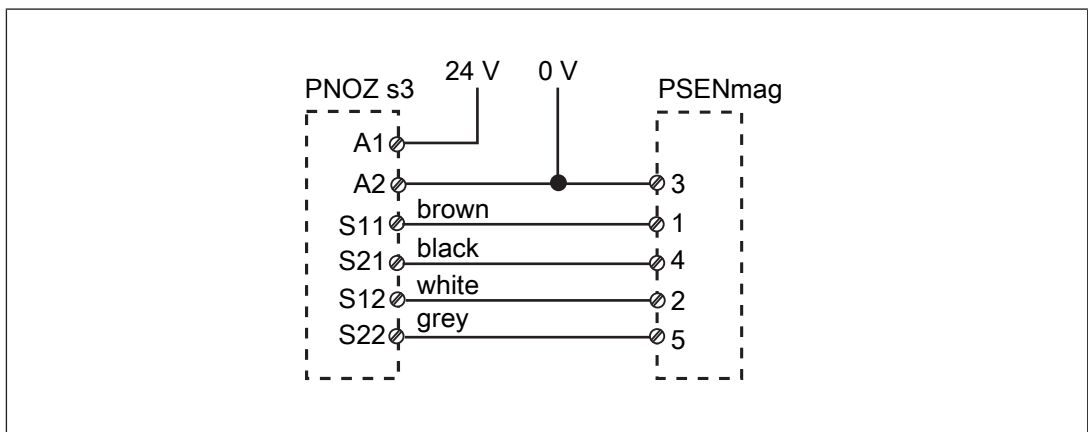 24 V 0 V
PNOZ s3 PSENmag
A1
A2 3
S11 brown 1
S21 black 4
S12 white 2
S22 grey 5